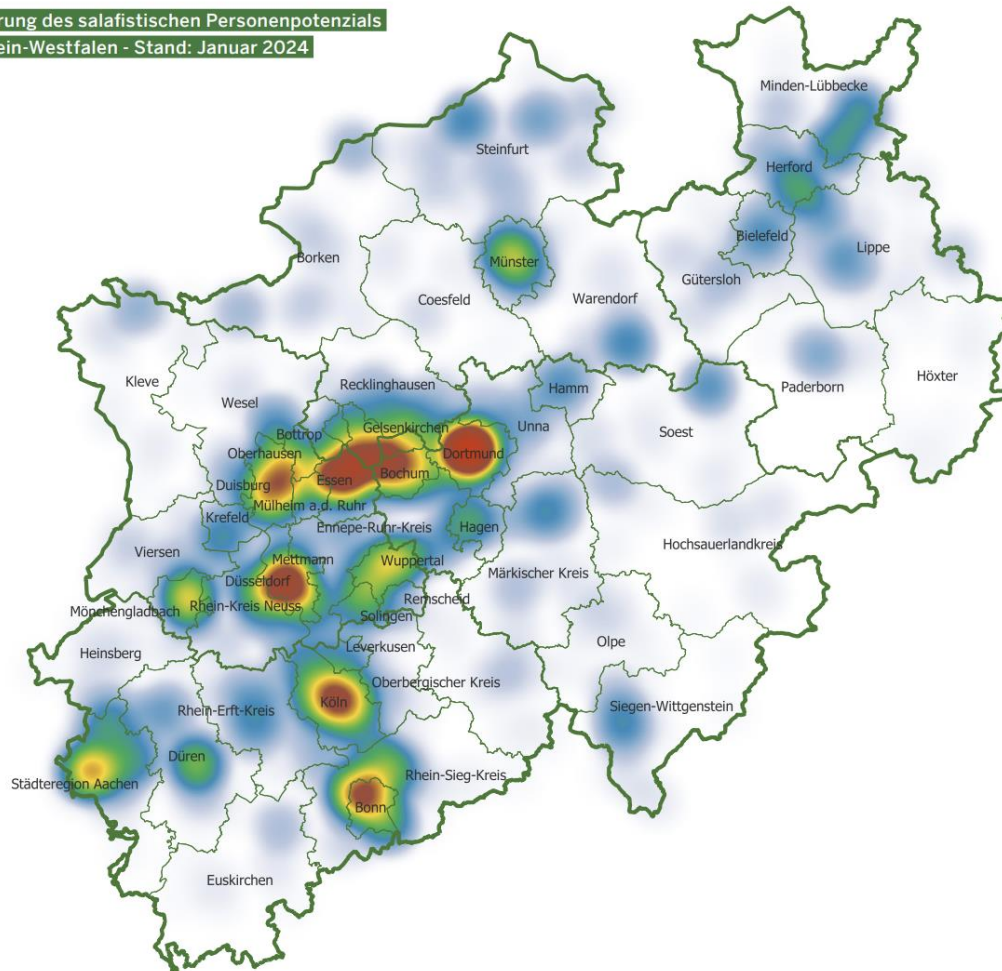 rung des salafistischen Personenpotenzials
ein-Westfalen - Stand: Januar 2024
Minden-Lübbecke
Steinfurt
Herford
Bielefeld
Lippe
Borken
Münster
Gütersloh
Coesfeld
Warendorf
Kleve
Recklinghausen
Hamm
Paderborn
Höxter
Wesel
Gelsenkirchen
Unna
Soest
Bottrop
Oberhausen
Dortmund
Duisburg
Essen
Bochum
Mülheim a.d. Ruhr
Krefeld
Ennepe-Ruhr-Kreis
Hagen
Viersen
Hochsauerlandkreis
Mettmann
Wuppertal
Düsseldorf
Märkischer Kreis
Mönchengladbach
Rhein-Kreis Neuss
Remscheid
Solingen
Heinsberg
Leverkusen
Olpe
Oberbergischer Kreis
Köln
Rhein-Erft-Kreis
Siegen-Wittgenstein
Düren
Städteregion Aachen
Rhein-Sieg-Kreis
Bonn
Euskirchen